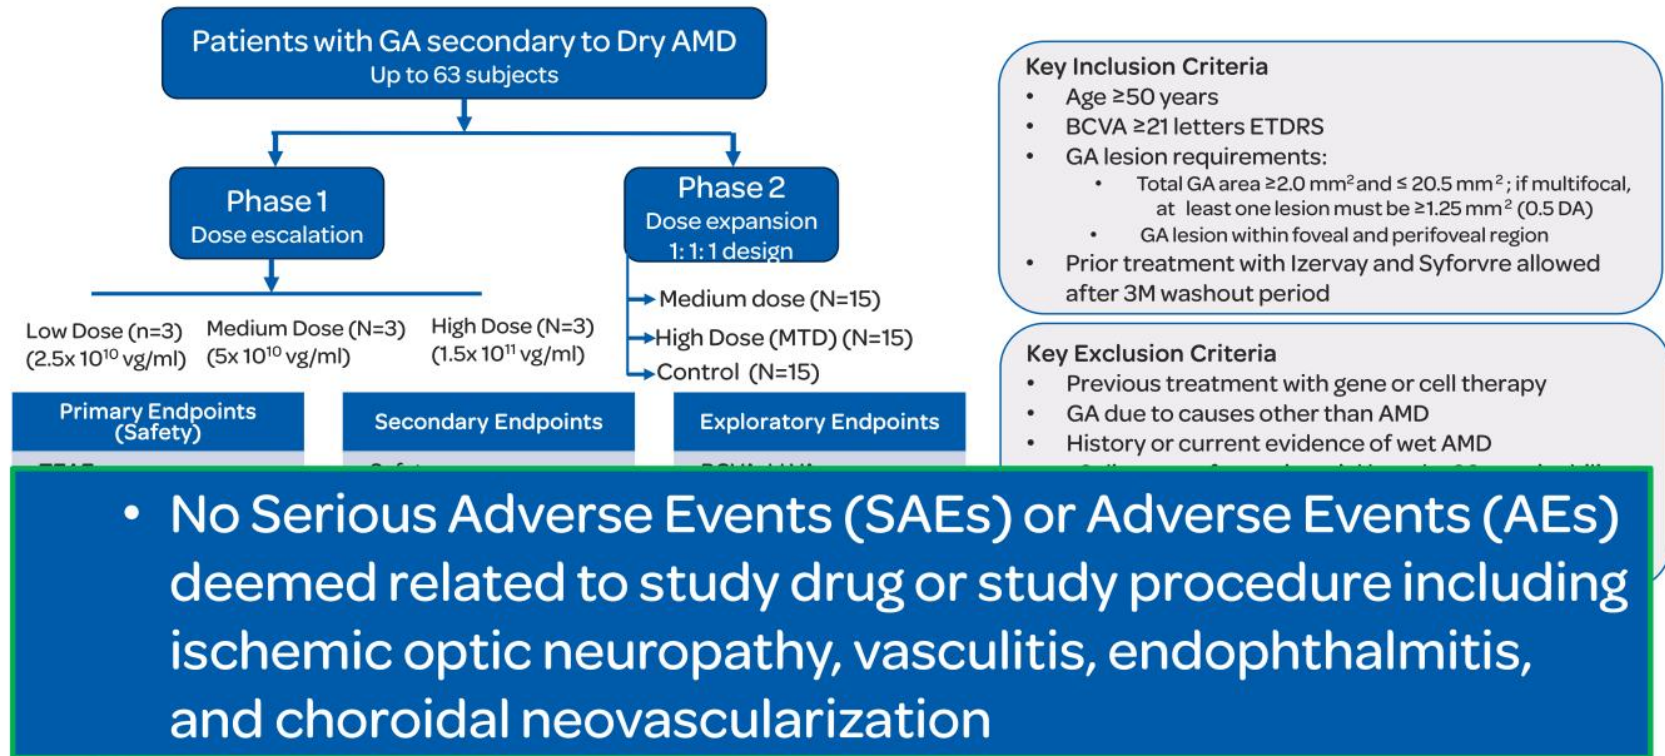 Patients with GA secondary to Dry AMD
Up to 63 subjects
Phase 1
Dose escalation
Phase 2
Dose expansion
1: 1: 1 design
Low Dose (n=3)
(2.5x 10¹⁰ vg/ml)
Medium Dose (N=3)
(5x 10¹⁰ vg/ml)
High Dose (N=3)
(1.5x 10¹¹ vg/ml)
Medium dose (N=15)
High Dose (MTD) (N=15)
Control (N=15)
Primary Endpoints
(Safety)
Secondary Endpoints
Exploratory Endpoints
Key Inclusion Criteria
• Age ≥50 years
• BCVA ≥21 letters ETDRS
• GA lesion requirements:
• Total GA area ≥2.0 mm² and ≤ 20.5 mm² ; if multifocal,
at least one lesion must be ≥1.25 mm² (0.5 DA)
• GA lesion within foveal and perifoveal region
• Prior treatment with Izervay and Syforvre allowed
after 3M washout period
Key Exclusion Criteria
• Previous treatment with gene or cell therapy
• GA due to causes other than AMD
• History or current evidence of wet AMD
• No Serious Adverse Events (SAEs) or Adverse Events (AEs)
deemed related to study drug or study procedure including
ischemic optic neuropathy, vasculitis, endophthalmitis,
and choroidal neovascularization